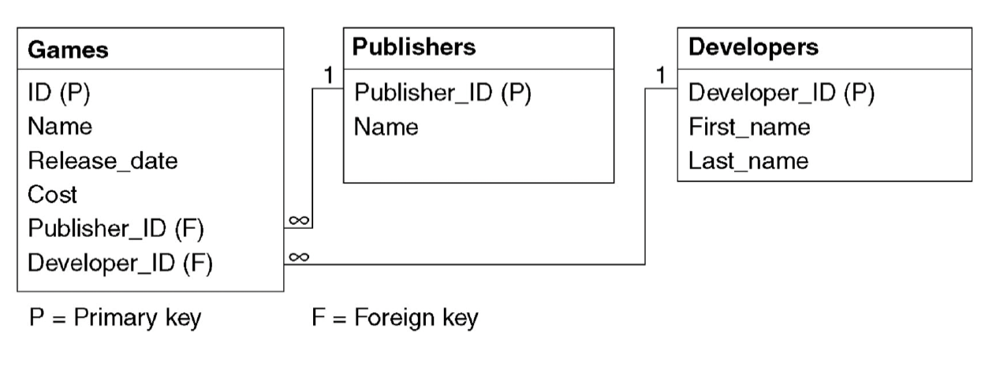 Games
ID (P)
Name
Release_date
Cost
Publisher_ID (F)
Developer_ID (F)
1
∞
∞
Publishers
Publisher_ID (P)
Name
1
Developers
Developer_ID (P)
First_name
Last_name
P = Primary key
F = Foreign key